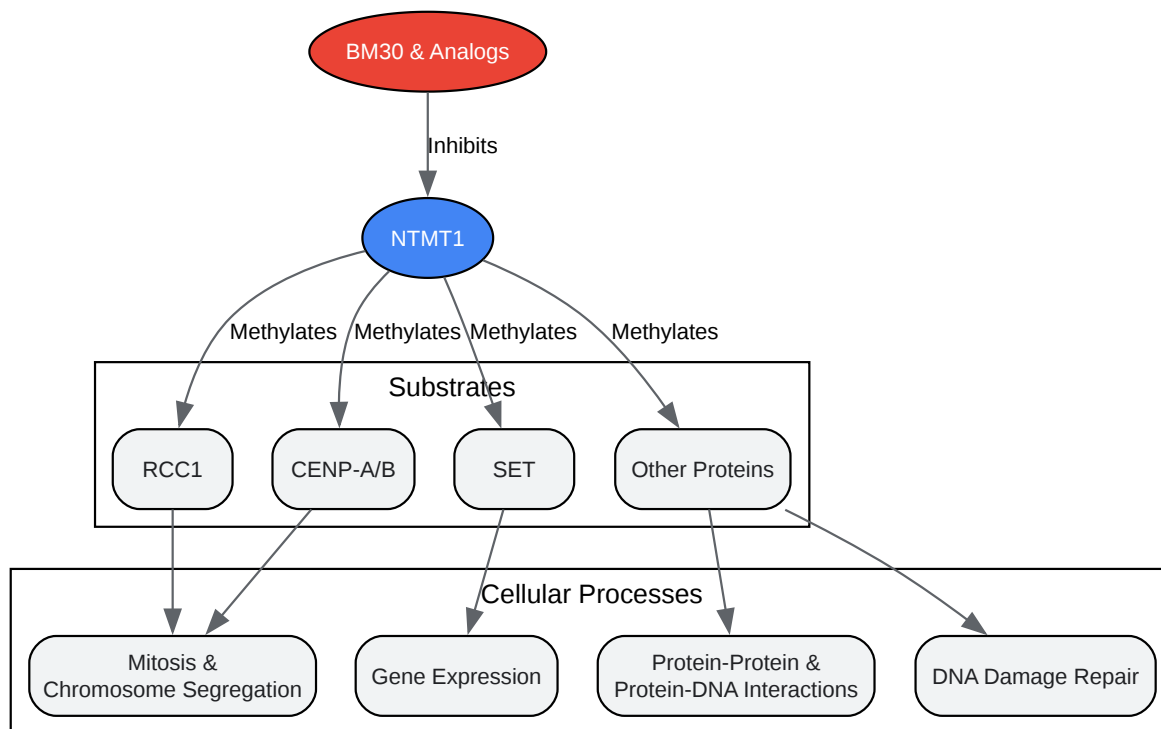 BM30 & Analogs
Inhibits
NTMT1
Methylates
Methylates
Methylates
Methylates
Substrates
RCC1
CENP-A/B
SET
Other Proteins
Cellular Processes
Mitosis &
Chromosome Segregation
Gene Expression
Protein-Protein &
Protein-DNA Interactions
DNA Damage Repair